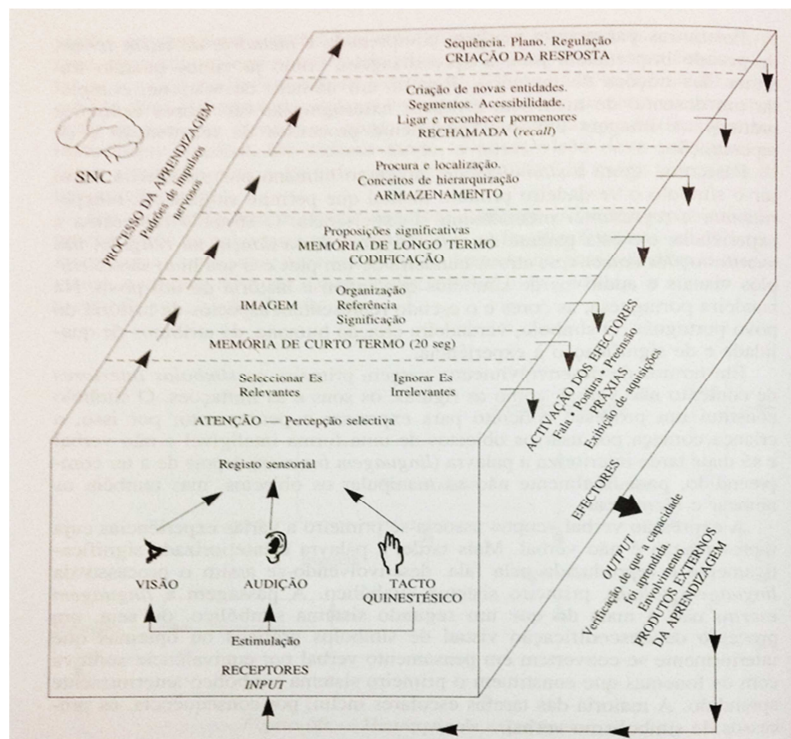 Sequência. Plano. Regulação
CRIAÇÃO DA RESPOSTA
Criação de novas entidades.
Segmentos. Acessibilidade.
Ligar e reconhecer pormenores
RECHAMADA (recall)
SNC
PROCESSO DA APRENDIZAGEM
Padrões de impulsos
nervosos
Procura e localização.
Conceitos de hierarquização
ARMAZENAMENTO
Proposições significativas
MEMÓRIA DE LONGO TERMO
CODIFICAÇÃO
IMAGEM
Organização
Referência
Significação
MEMÓRIA DE CURTO TERMO (20 seg)
Seleccionar Es
Relevantes
Ignorar Es
Irrelevantes
ATENÇÃO — Percepção selectiva
ACTIVAÇÃO DOS EFECTORES
Fala • Postura • Preensão
PRÁXIAS
Exibição de aquisições
Registo sensorial
VISÃO
AUDIÇÃO
TACTO
QUINESTÉSICO
EFECTORES
OUTPUT
Verificação de que a capacidade
foi aprendida.
Envolvimento
PRODUTOS EXTERNOS
DA APRENDIZAGEM
Estimulação
RECEPTORES
INPUT